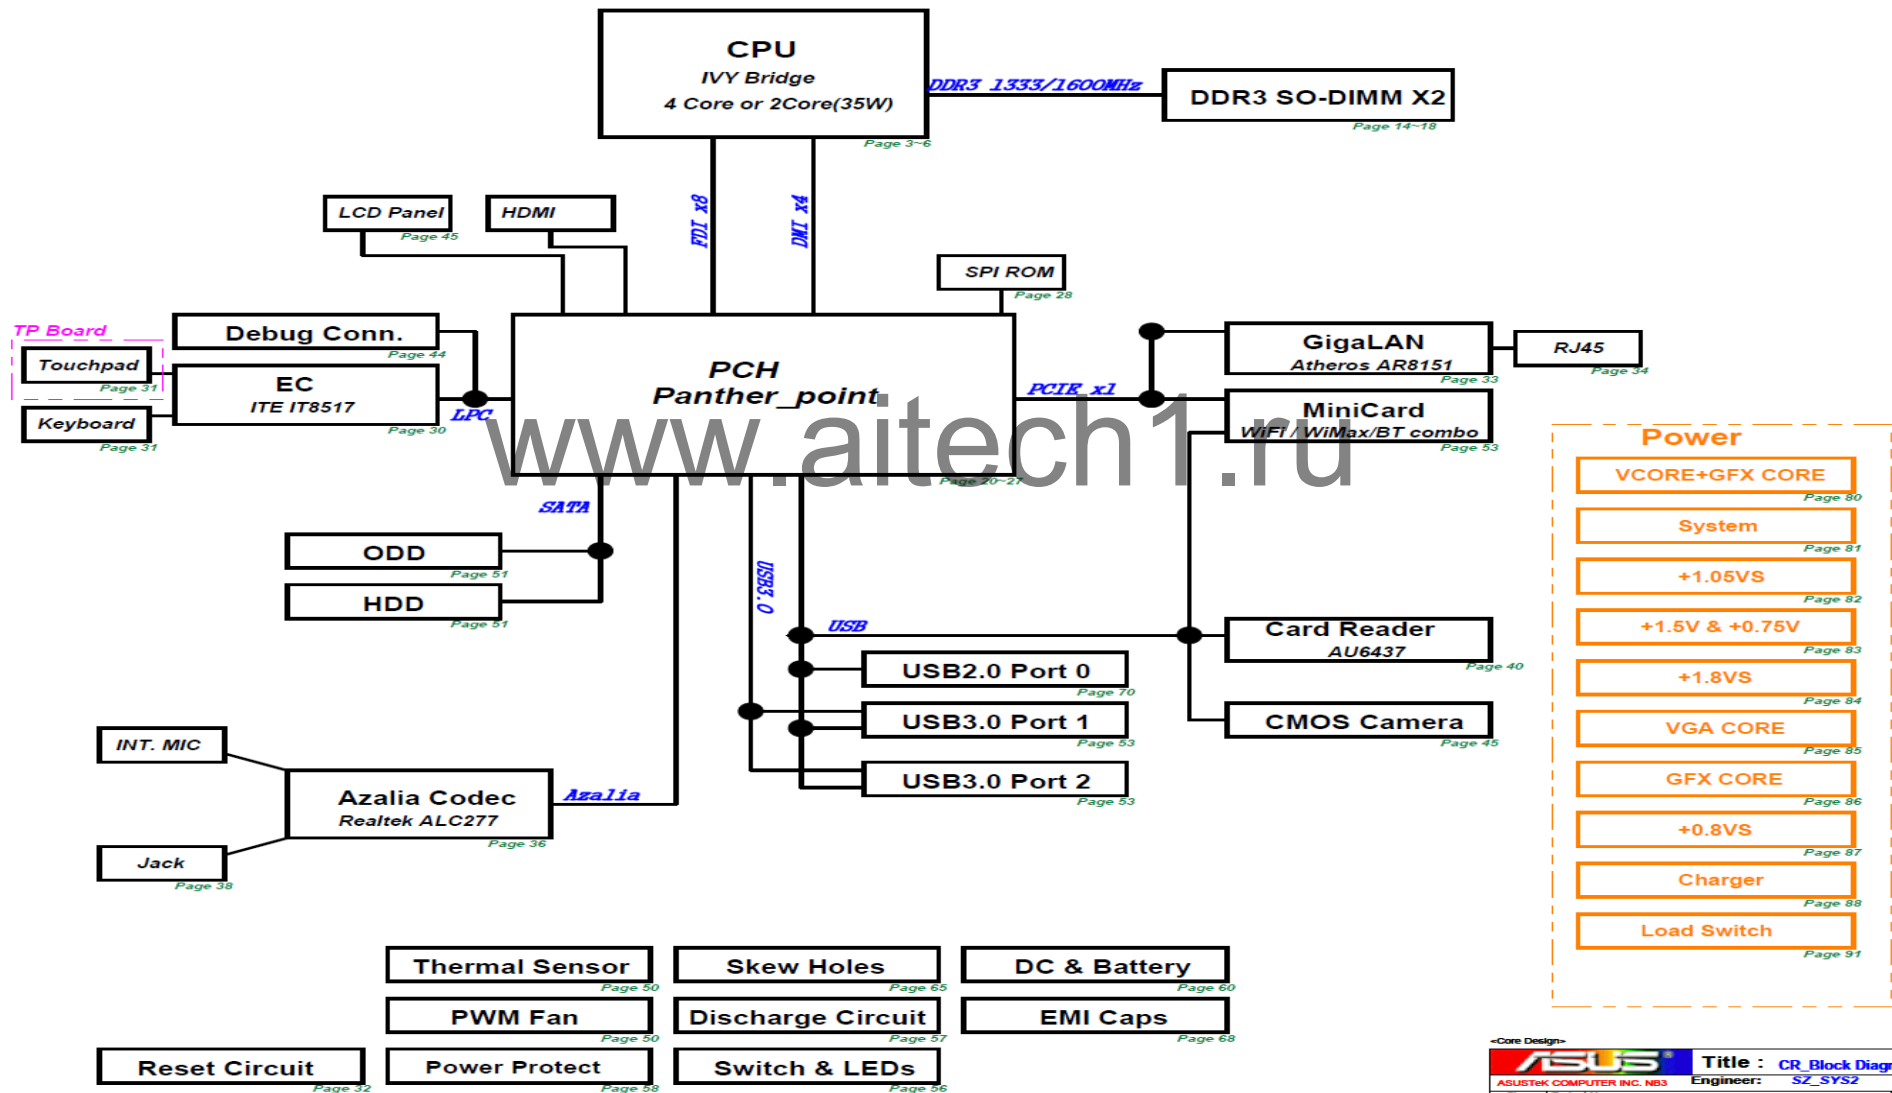 CPU
IVY Bridge
4 Core or 2Core(35W)
Page 3~6
DDR3 1333/1600MHz
DDR3 SO-DIMM X2
Page 14~18
FDI x8
DMI x4
LCD Panel
Page 45
HDMI
SPI ROM
Page 28
TP Board
Touchpad
Page 31
Keyboard
Page 31
Debug Conn.
Page 44
EC
ITE IT8517
Page 30
LPC
PCH
Panther_point
Page 20~27
www.aitech1.ru
PCIE x1
GigaLAN
Atheros AR8151
Page 33
RJ45
Page 34
MiniCard
WiFi / WiMax/BT combo
Page 53
SATA
ODD
Page 51
HDD
Page 51
USB3.0
USB
Card Reader
AU6437
Page 40
USB2.0 Port 0
Page 70
USB3.0 Port 1
Page 53
USB3.0 Port 2
Page 53
CMOS Camera
Page 45
INT. MIC
Azalia Codec
Realtek ALC277
Page 36
Azalia
Jack
Page 38
Power
VCORE+GFX CORE
Page 80
System
Page 81
+1.05VS
Page 82
+1.5V & +0.75V
Page 83
+1.8VS
Page 84
VGA CORE
Page 85
GFX CORE
Page 86
+0.8VS
Page 87
Charger
Page 88
Load Switch
Page 91
Thermal Sensor
Page 50
Skew Holes
Page 65
DC & Battery
Page 60
PWM Fan
Page 50
Discharge Circuit
Page 57
EMI Caps
Page 68
Reset Circuit
Page 32
Power Protect
Page 58
Switch & LEDs
Page 56
<Core Design>
ASUS®
Title : CR_Block Diagr
ASUSTeK COMPUTER INC. NB3
Engineer: SZ_SYS2